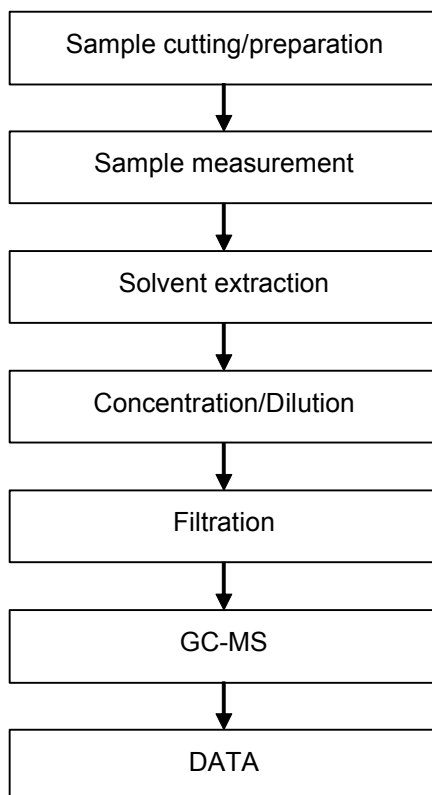 Sample cutting/preparation
Sample measurement
Solvent extraction
Concentration/Dilution
Filtration
GC-MS
DATA